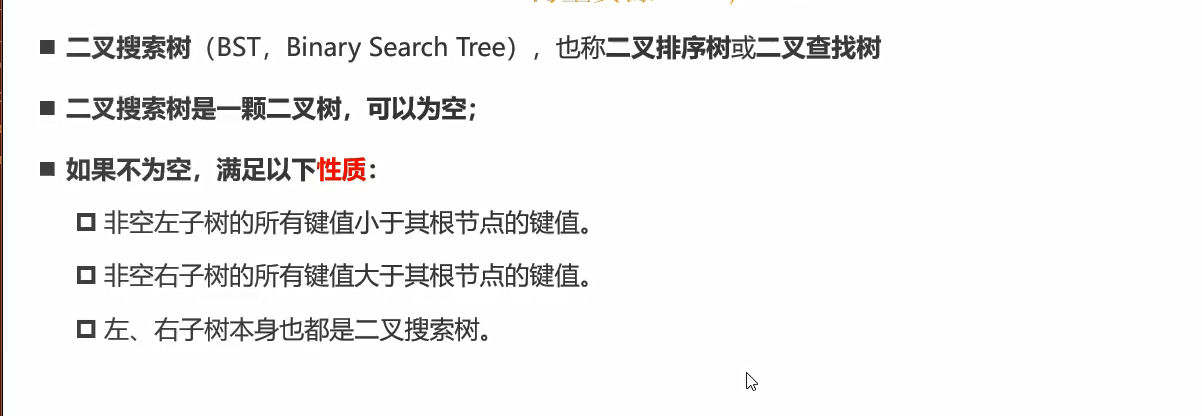 二叉搜索树（BST，Binary Search Tree），也称二叉排序树或二叉查找树
二叉搜索树是一颗二叉树，可以为空；
如果不为空，满足以下性质：
非空左子树的所有键值小于其根节点的键值。
非空右子树的所有键值大于其根节点的键值。
左、右子树本身也都是二叉搜索树。